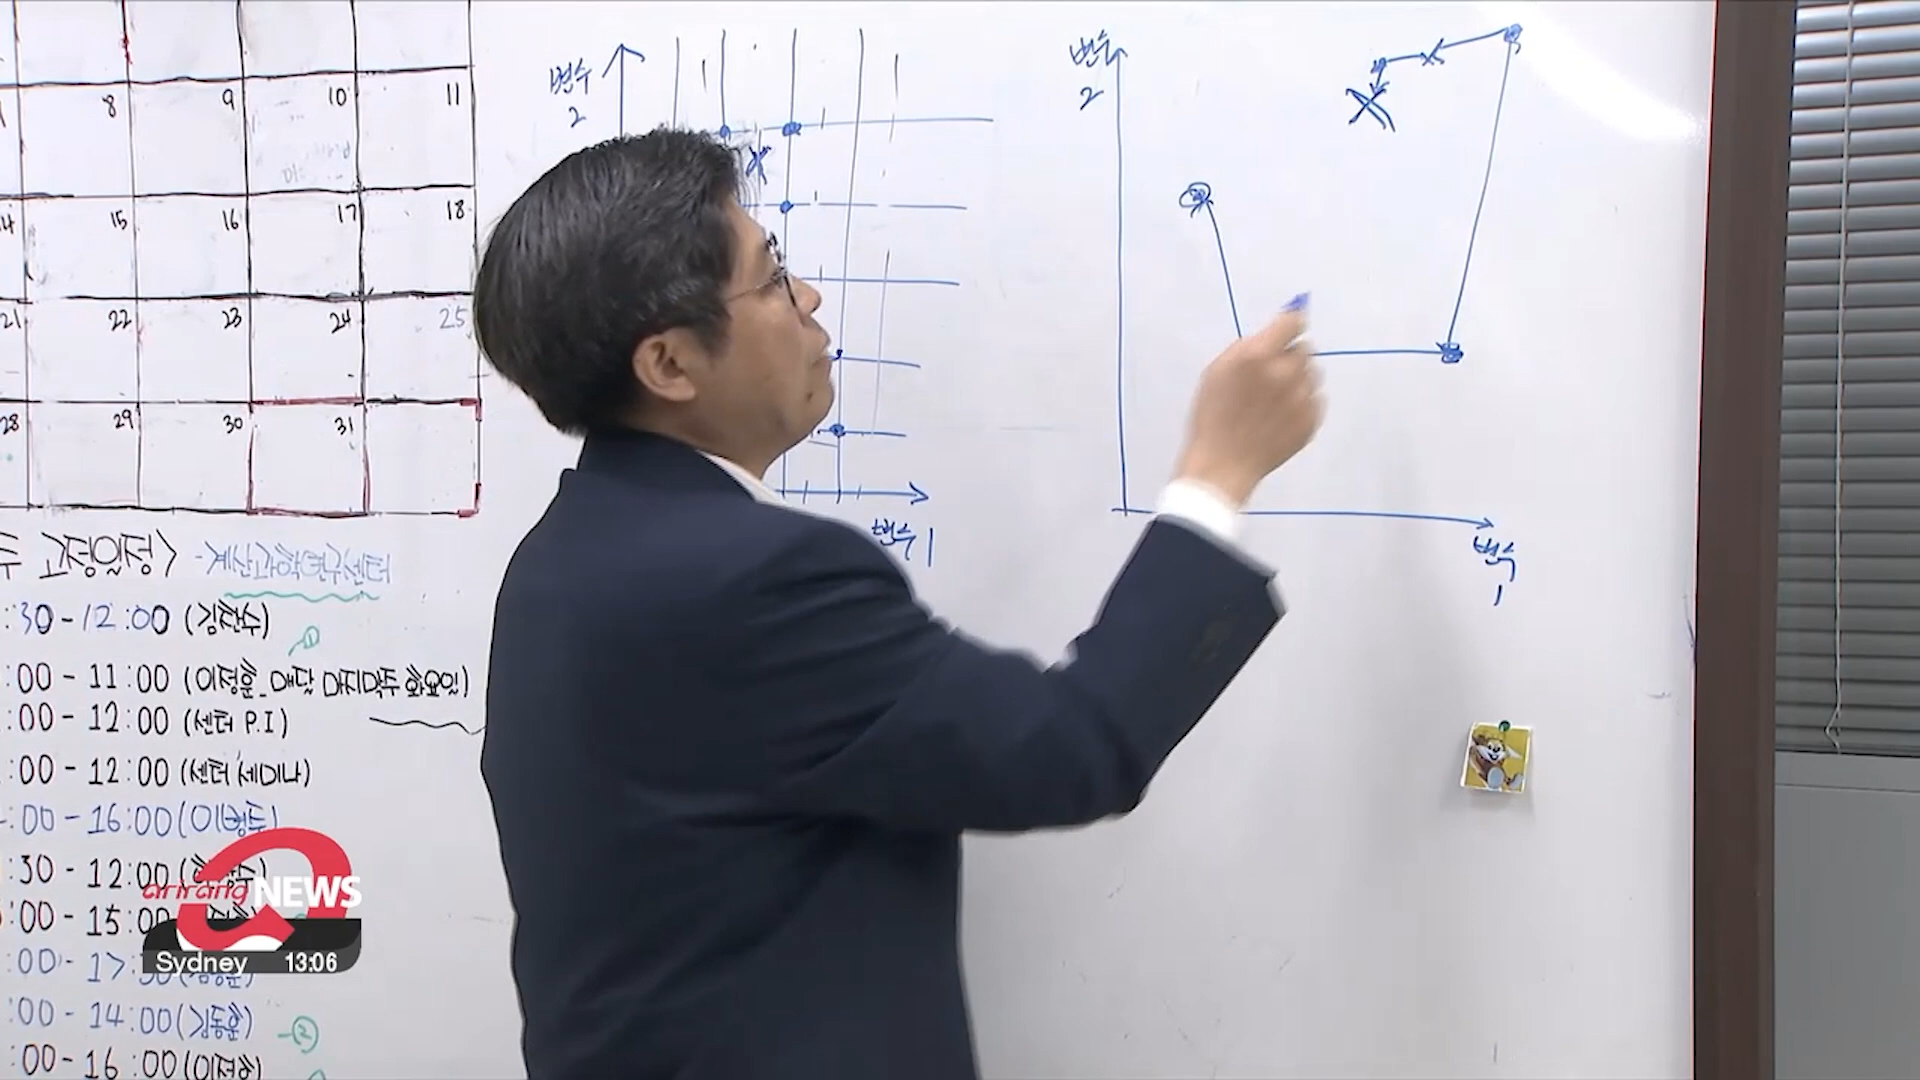 8 9 10 11
15 16 17 18
21 22 23 24 25
28 29 30 31
고정일정> - 계산과학연구센터
:30 - 12:00 (김찬수)
①
:00 - 11:00 (이정훈_매달 마지막주 화요일)
:00 - 12:00 (센터 P.I)
:00 - 12:00 (센터 세미나)
:00 - 16:00
:30 - 12:00
:00 - 15:00
:00 - 17:30
:00 - 14:00 (김동훈) - ②
:00 - 16:00
변수
2
변수 1
변수
2
변수
1
arirang NEWS
Sydney 13:06